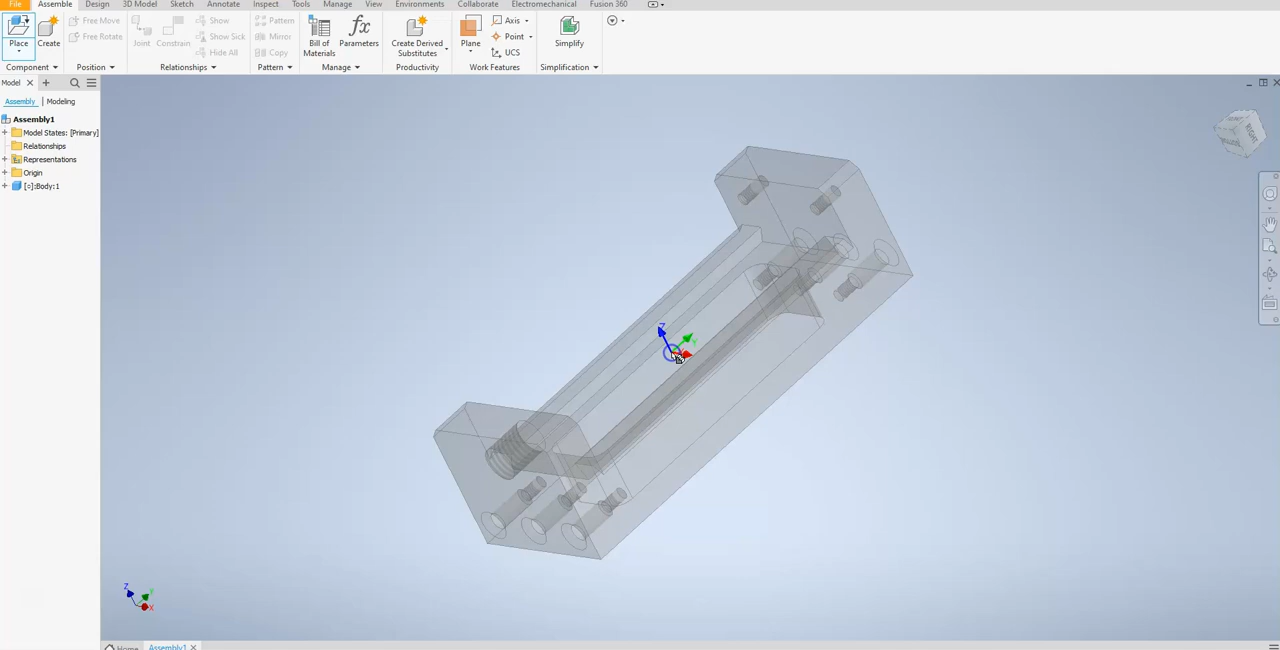 File Assemble Design 3D Model Sketch Annotate Inspect Tools Manage View Environments Collaborate Electromechanical Fusion 360
Place Create Free Move Free Rotate Joint Constrain Show Show Sick Hide All Pattern Mirror Copy Bill of Materials Parameters Create Derived Substitutes Plane Axis Point UCS Simplify
Component Position Relationships Pattern Manage Productivity Work Features Simplification
Model
Assembly Modeling
Assembly1
Model States: [Primary]
Relationships
Representations
Origin
[○]:Body:1
RIGHT
Z
Y
Z
X
Home Assembly1